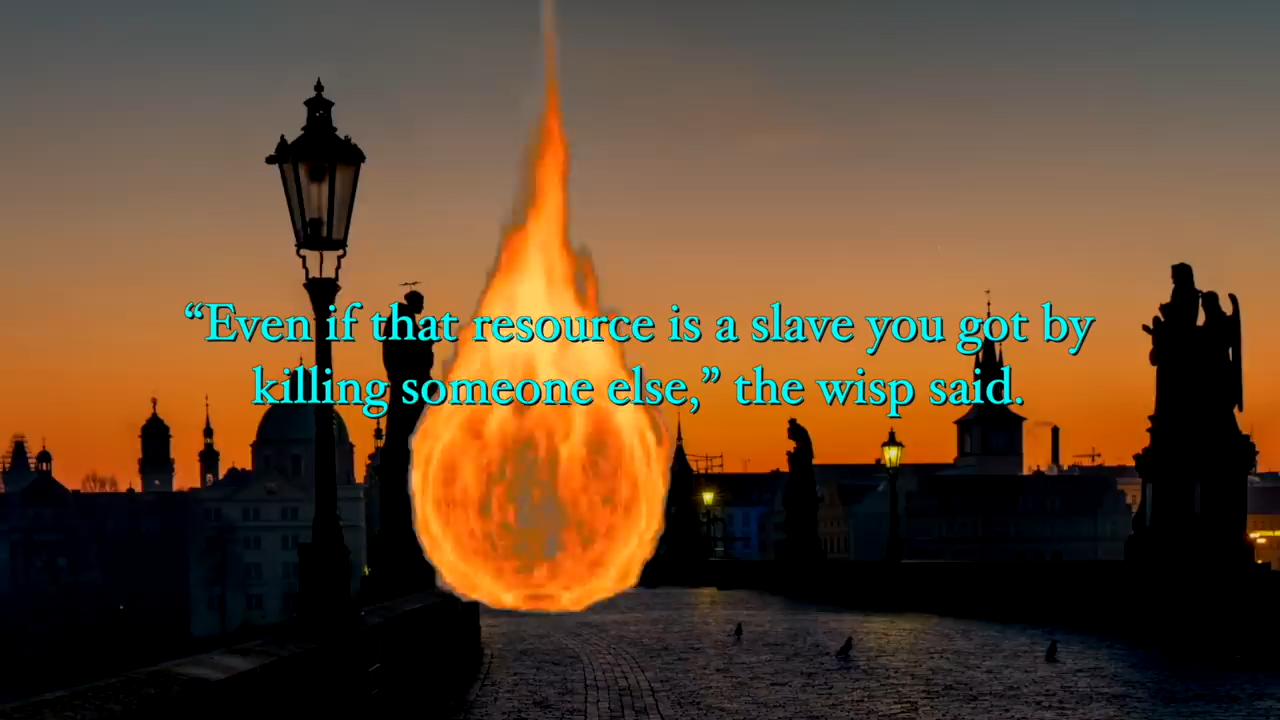 “Even if that resource is a slave you got by
killing someone else,” the wisp said.